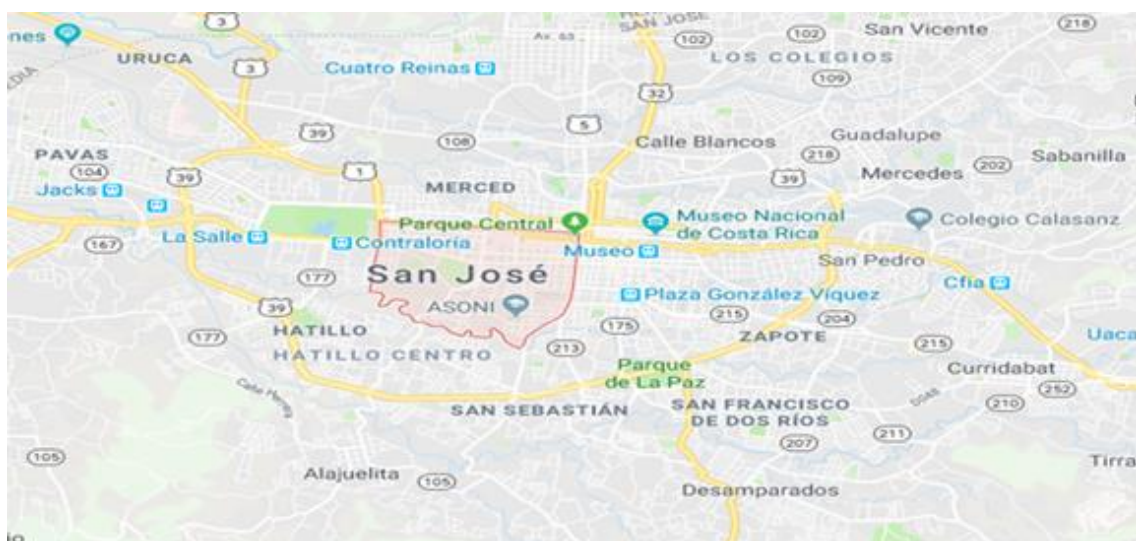 SAN JOSÉ
218
San Vicente
3
Av. 63
102
102
nes
URUCA
3
Cuatro Reinas
LOS COLEGIOS
109
32
5
39
108
Calle Blancos
Guadalupe
218
PAVAS
104
Jacks
39
1
MERCED
39
Mercedes
202
Sabanilla
Parque Central
Museo Nacional
de Costa Rica
Colegio Calasanz
167
La Salle
Contraloría
Museo
San Pedro
177
San José
Plaza González Víquez
Cfia
39
ASONI
HATILLO
177
175
215
204
ZAPOTE
215
Uaca
HATILLO CENTRO
213
Parque
de La Paz
Curridabat
252
SAN SEBASTIÁN
SAN FRANCISCO
DE DOS RÍOS
210
211
207
105
Alajuelita
105
Tirra
Desamparados